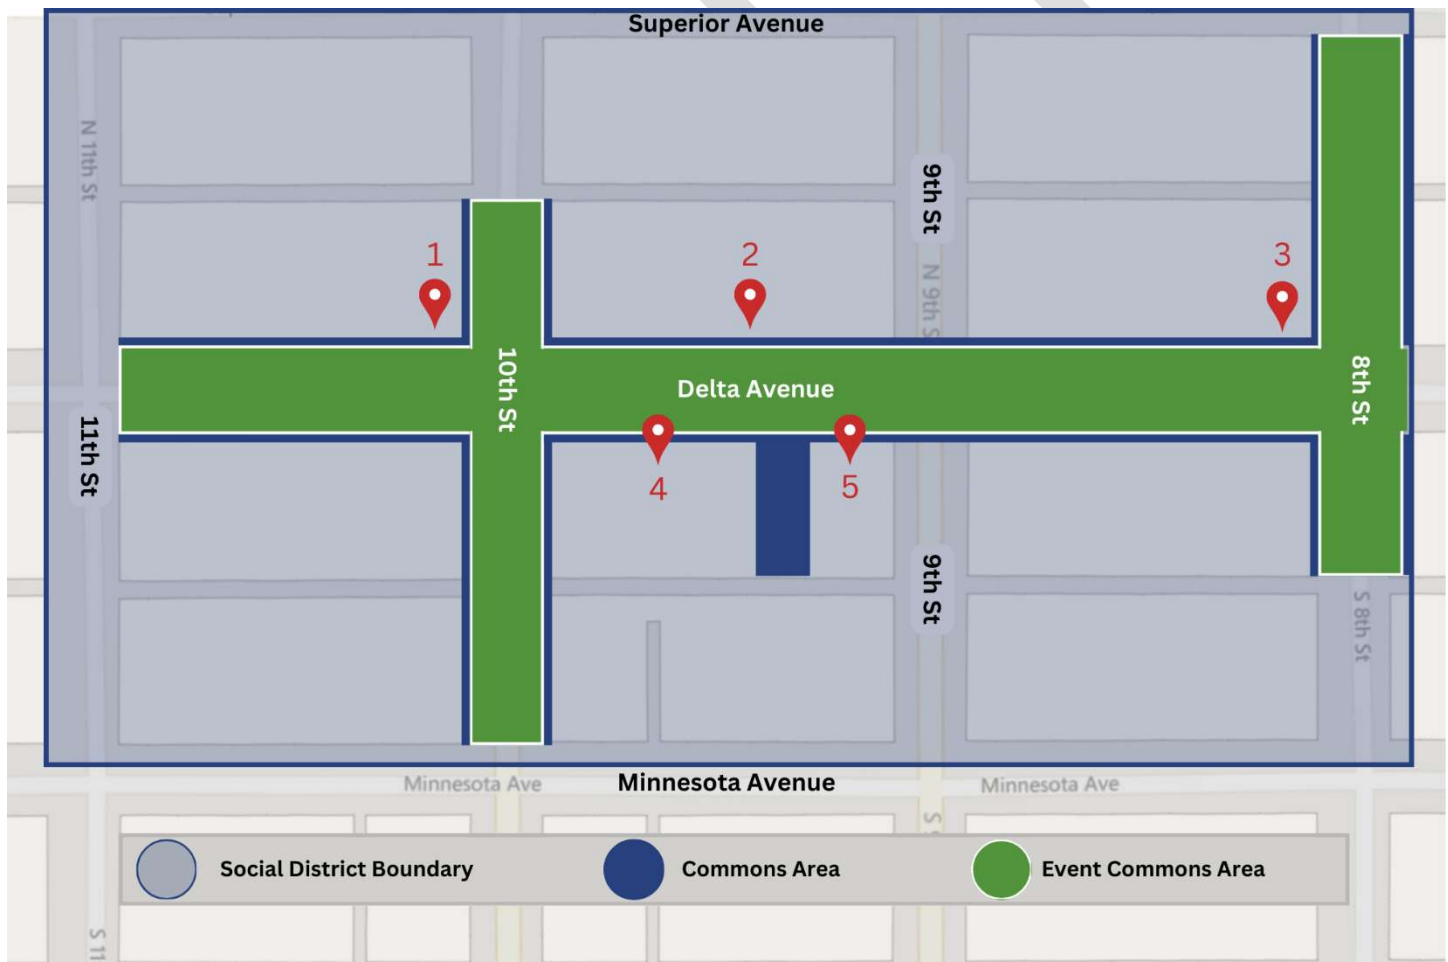 Superior Avenue
N 11th St
9th St
N 9th S
1
2
3
10th St
Delta Avenue
8th St
11th St
4
5
9th St
S 8th St
Minnesota Ave
Minnesota Avenue
Minnesota Ave
Social District Boundary
Commons Area
Event Commons Area
S 11